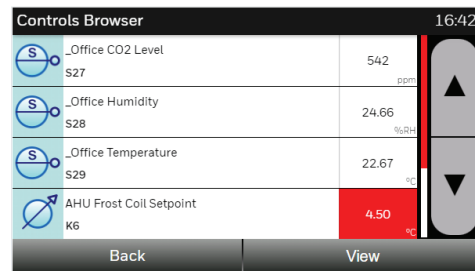 Controls Browser 16:42
S _Office CO2 Level 542
S27 ppm
S _Office Humidity 24.66
S28 %RH
S _Office Temperature 22.67
S29 °C
AHU Frost Coil Setpoint 4.50
K6 °C
Back View